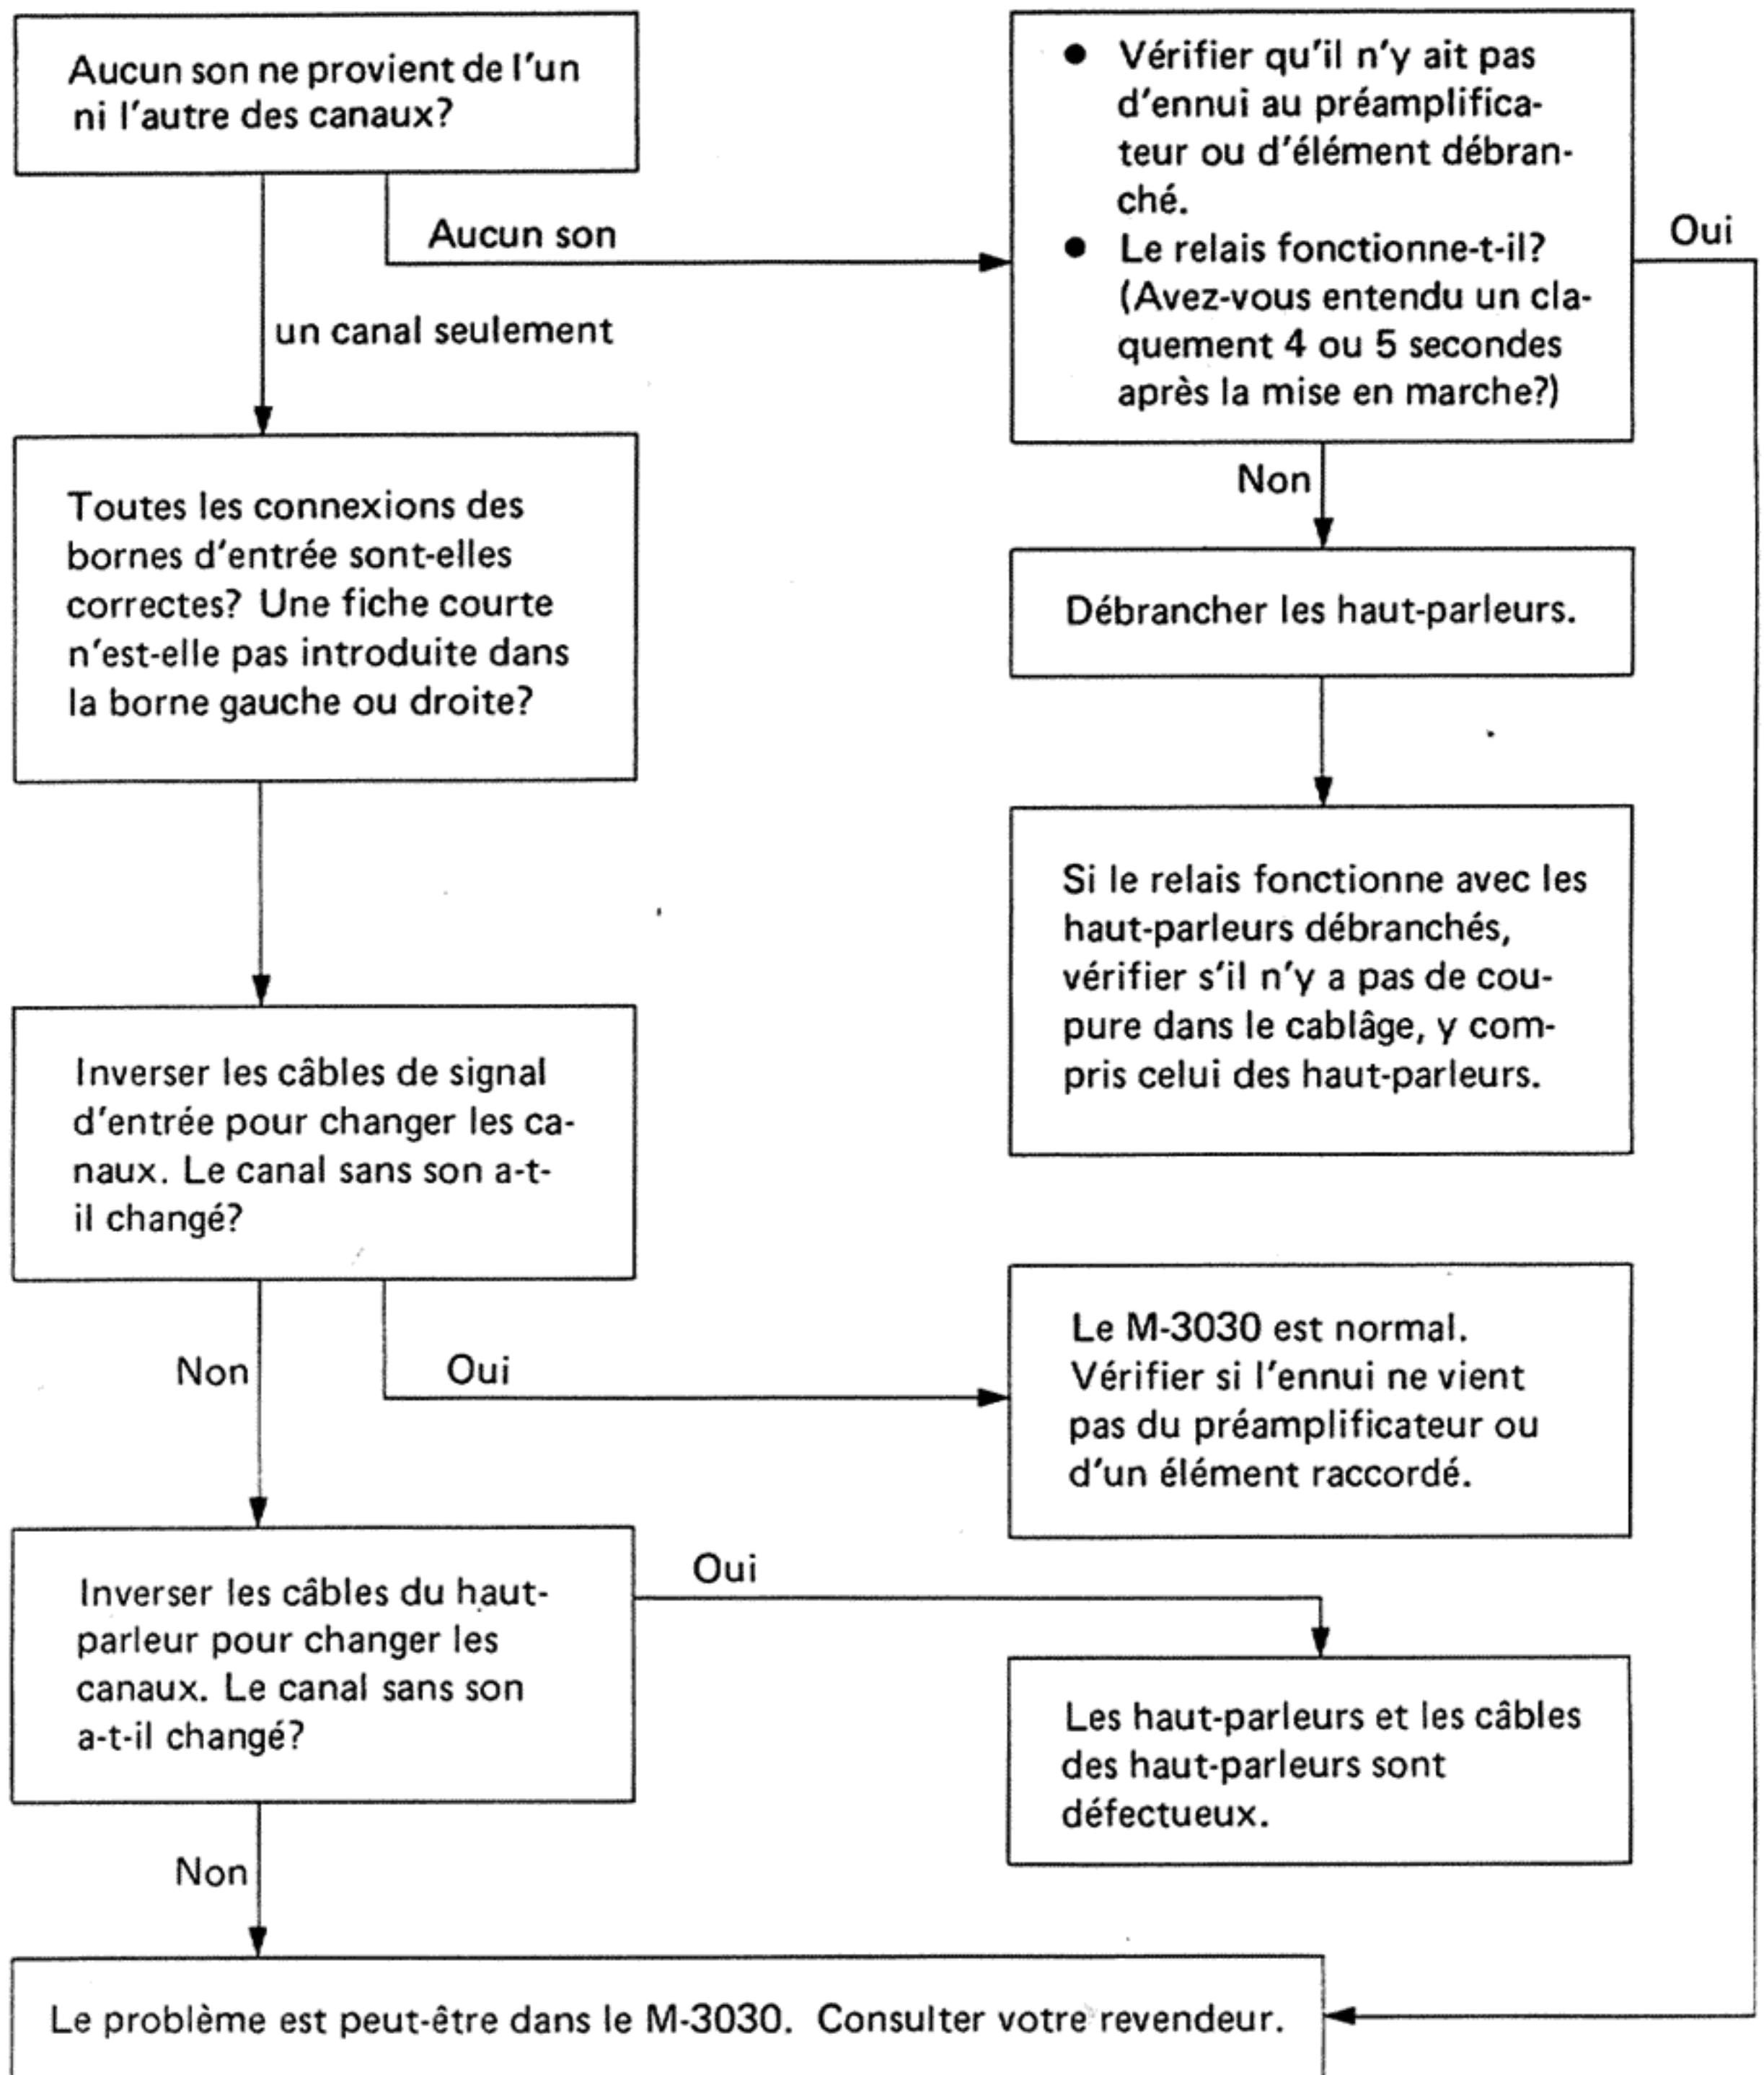 Aucun son ne provient de l'un
ni l'autre des canaux?
Aucun son
un canal seulement
● Vérifier qu'il n'y ait pas
d'ennui au préamplifica-
teur ou d'élément débran-
ché.
● Le relais fonctionne-t-il?
(Avez-vous entendu un cla-
quement 4 ou 5 secondes
après la mise en marche?)
Oui
Non
Débrancher les haut-parleurs.
Si le relais fonctionne avec les
haut-parleurs débranchés,
vérifier s'il n'y a pas de cou-
pure dans le cablâge, y com-
pris celui des haut-parleurs.
Toutes les connexions des
bornes d'entrée sont-elles
correctes? Une fiche courte
n'est-elle pas introduite dans
la borne gauche ou droite?
Inverser les câbles de signal
d'entrée pour changer les ca-
naux. Le canal sans son a-t-
il changé?
Non
Oui
Le M-3030 est normal.
Vérifier si l'ennui ne vient
pas du préamplificateur ou
d'un élément raccordé.
Inverser les câbles du haut-
parleur pour changer les
canaux. Le canal sans son
a-t-il changé?
Oui
Les haut-parleurs et les câbles
des haut-parleurs sont
défectueux.
Non
Le problème est peut-être dans le M-3030. Consulter votre revendeur.